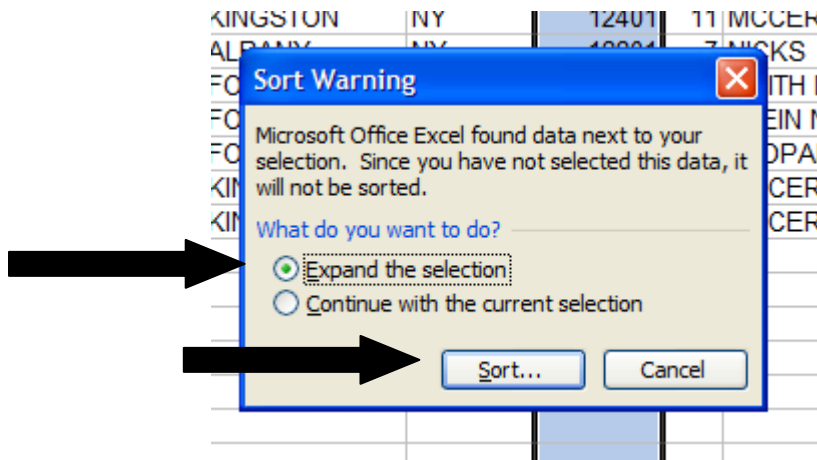 KINGSTON NY 12401 11 MCCER
Sort Warning
Microsoft Office Excel found data next to your
selection. Since you have not selected this data, it
will not be sorted.
What do you want to do?
Expand the selection
Continue with the current selection
Sort... Cancel